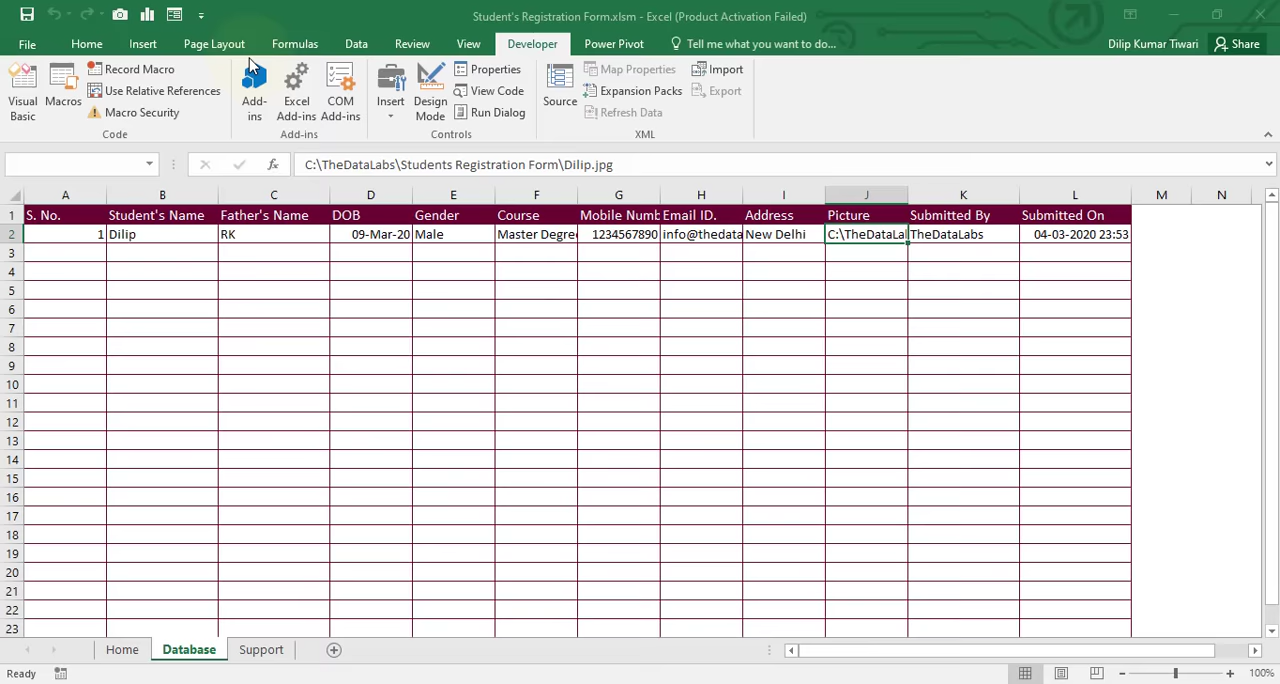 Student's Registration Form.xlsm - Excel (Product Activation Failed)
File Home Insert Page Layout Formulas Data Review View Developer Power Pivot Tell me what you want to do... Dilip Kumar Tiwari Share
Visual Basic
Macros
Record Macro
Use Relative References
Macro Security
Code
Add-ins
Excel Add-ins
COM Add-ins
Add-ins
Insert
Design Mode
Properties
View Code
Run Dialog
Controls
Source
Map Properties
Expansion Packs
Refresh Data
Import
Export
XML
fx C:\TheDataLabs\Students Registration Form\Dilip.jpg
A B C D E F G H I J K L M N
1 S. No. Student's Name Father's Name DOB Gender Course Mobile Numb Email ID. Address Picture Submitted By Submitted On
2 1 Dilip RK 09-Mar-20 Male Master Degree 1234567890 info@thedata New Delhi C:\TheDataLal TheDataLabs 04-03-2020 23:53
3
4
5
6
7
8
9
10
11
12
13
14
15
16
17
18
19
20
21
22
23
Home Database Support
Ready 100%